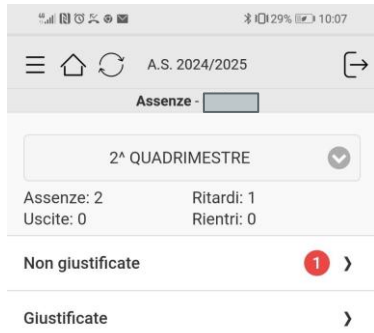 29% 10:07
A.S. 2024/2025
Assenze -
2^ QUADRIMESTRE
Assenze: 2 Ritardi: 1
Uscite: 0 Rientri: 0
Non giustificate 1
Giustificate